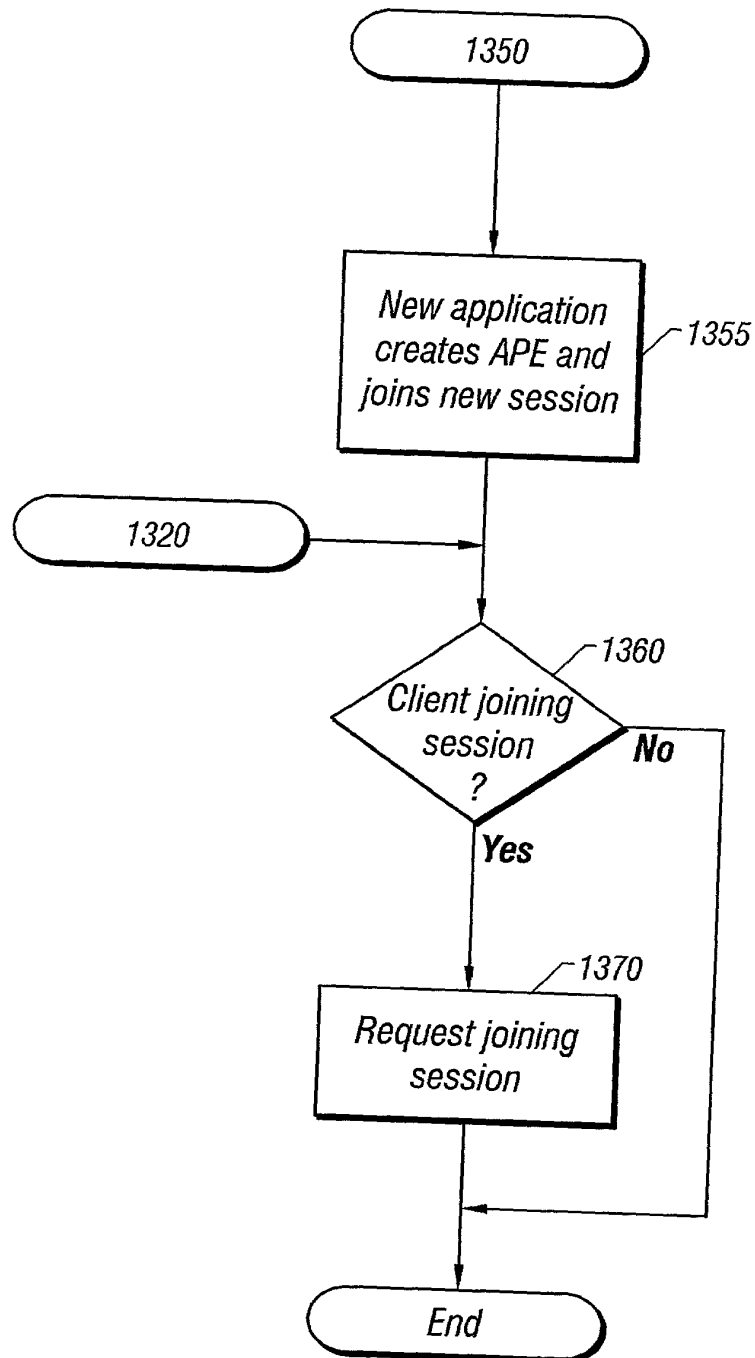 1350
New application
creates APE and
joins new session
1355
1320
1360
Client joining
session
?
No
Yes
1370
Request joining
session
End